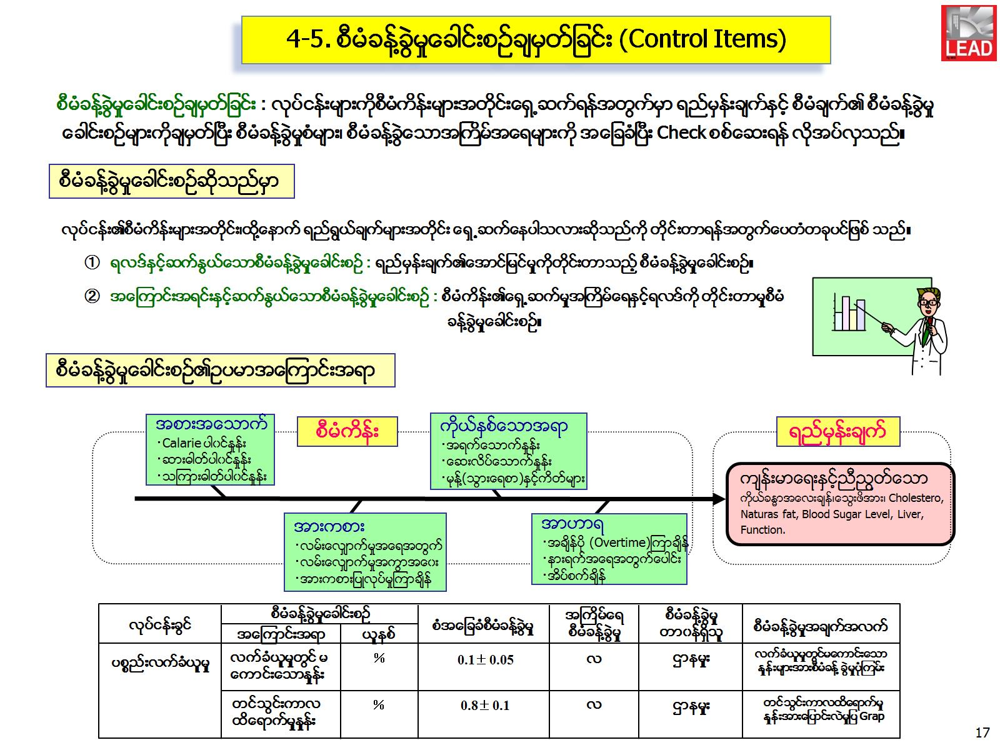 4-5. စီမံခန့်ခွဲမှုခေါင်းစဉ်ချမှတ်ခြင်း (Control Items)
LEAD
စီမံခန့်ခွဲမှုခေါင်းစဉ်ချမှတ်ခြင်း : လုပ်ငန်းများကိုစီမံကိန်းများအတိုင်းရှေ့ဆက်ရန်အတွက်မှာ ရည်မှန်းချက်နှင့် စီမံချက်၏ စီမံခန့်ခွဲမှု
ခေါင်းစဉ်များကိုချမှတ်ပြီး စီမံခန့်ခွဲမှုစံများ၊ စီမံခန့်ခွဲသောအကြိမ်အရေများကို အခြေခံပြီး Check စစ်ဆေးရန် လိုအပ်လှသည်။
စီမံခန့်ခွဲမှုခေါင်းစဉ်ဆိုသည်မှာ
လုပ်ငန်း၏စီမံကိန်းများအတိုင်း၊ထို့နောက် ရည်ရွယ်ချက်များအတိုင်း ရှေ့ဆက်နေပါသလားဆိုသည်ကို တိုင်းတာရန်အတွက်ပေတံတခုပင်ဖြစ် သည်။
① ရလဒ်နှင့်ဆက်နွယ်သောစီမံခန့်ခွဲမှုခေါင်းစဉ် : ရည်မှန်းချက်၏အောင်မြင်မှုကိုတိုင်းတာသည့် စီမံခန့်ခွဲမှုခေါင်းစဉ်။
② အကြောင်းအရင်းနှင့်ဆက်နွယ်သောစီမံခန့်ခွဲမှုခေါင်းစဉ် : စီမံကိန်း၏ရှေ့ဆက်မှုအကြိမ်ရေနှင့်ရလဒ်ကို တိုင်းတာမှုစီမံ
ခန့်ခွဲမှုခေါင်းစဉ်။
စီမံခန့်ခွဲမှုခေါင်းစဉ်၏ဥပမာအကြောင်းအရာ
အစားအသောက်
・Calarie ပါဝင်နှုန်း
・ဆားဓါတ်ပါဝင်နှုန်း
・သကြားဓါတ်ပါဝင်နှုန်း
စီမံကိန်း
ကိုယ်နှစ်သောအရာ
・အရက်သောက်နှုန်း
・ဆေးလိပ်သောက်နှုန်း
・မုန့်(သွားရေစာ)နှင့်ကိတ်များ
ရည်မှန်းချက်
ကျန်းမာရေးနှင့်ညီညွတ်သော
ကိုယ်ခန္ဓာအလေးချန်၊သွေးဖိအား၊ Cholestero,
Naturas fat, Blood Sugar Level, Liver,
Function.
အားကစား
・လမ်းလျှောက်မှုအရေအတွက်
・လမ်းလျှောက်မှုအကွာအဝေး
・အားကစားပြုလုပ်မှုကြာချိန်
အာဟာရ
・အချိန်ပို (Overtime)ကြာချိန်
・နားရက်အရေအတွက်ပေါင်း
・အိပ်စက်ချိန်
လုပ်ငန်းခွင် စီမံခန့်ခွဲမှုခေါင်းစဉ် စံအခြေခံစီမံခန့်ခွဲမှု အကြိမ်ရေ စီမံခန့်ခွဲမှု စီမံခန့်ခွဲမှုအချက်အလက်
အကြောင်းအရာ ယူနစ် စီမံခန့်ခွဲမှု တာဝန်ရှိသူ
ပစ္စည်းလက်ခံယူမှု လက်ခံယူမှုတွင် မ % 0.1± 0.05 လ ဌာနမှုး လက်ခံယူမှုတွင်မကောင်းသော
ကောင်းသောနှုန်း နှုန်းများအားစီမံခန့် ခွဲမှုပုံကြမ်း
တင်သွင်းကာလ % 0.8± 0.1 လ ဌာနမှုး တင်သွင်းကာလထိရောက်မှု
ထိရောက်မှုနှုန်း နှုန်းအားပြောင်းလဲမှုပြ Grap
17